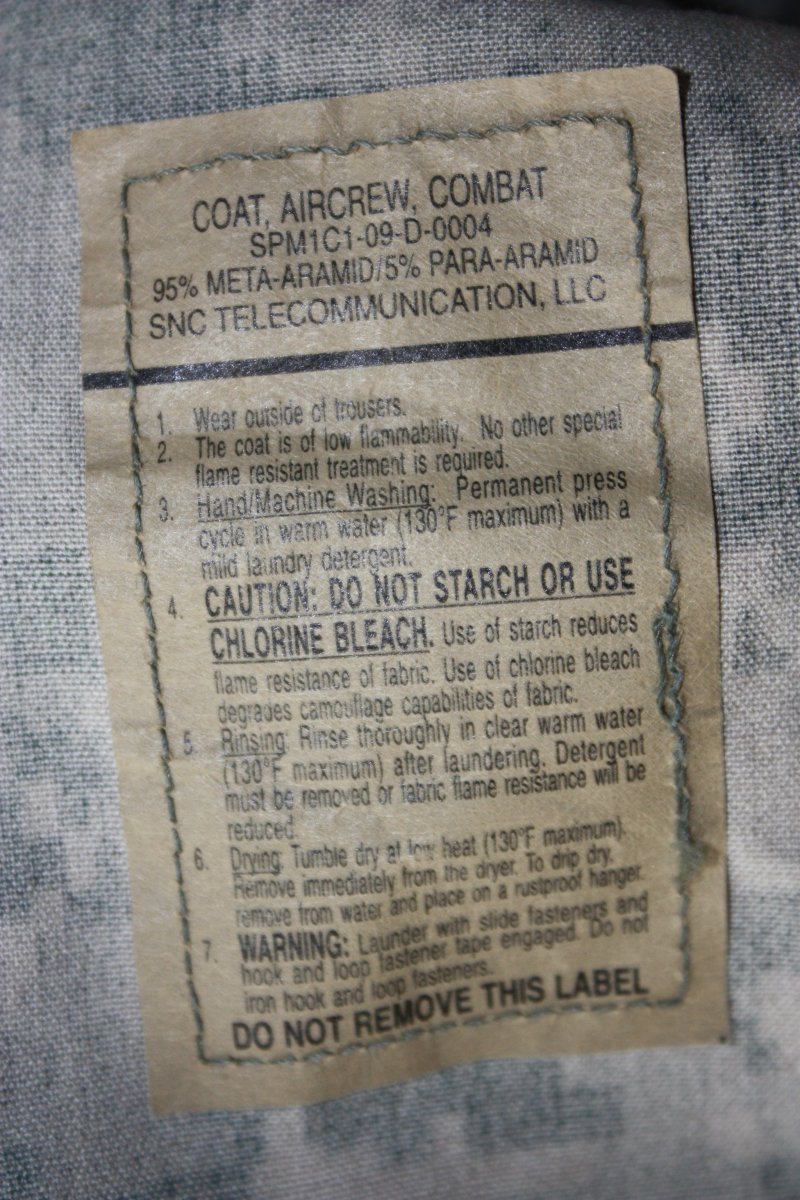 COAT, AIRCREW, COMBAT
SPM1C1-09-D-0004
95% META-ARAMID/5% PARA-ARAMID
SNC TELECOMMUNICATION, LLC
1. Wear outside of trousers.
2. The coat is of low flammability. No other special
flame resistant treatment is required.
3. Hand/Machine Washing: Permanent press
cycle in warm water (130°F maximum) with a
mild laundry detergent.
4. CAUTION: DO NOT STARCH OR USE
CHLORINE BLEACH. Use of starch reduces
flame resistance of fabric. Use of chlorine bleach
degrades camouflage capabilities of fabric.
5. Rinsing: Rinse thoroughly in clear warm water
(130°F maximum) after laundering. Detergent
must be removed or fabric flame resistance will be
reduced.
6. Drying: Tumble dry at low heat (130°F maximum).
Remove immediately from the dryer. To drip dry,
remove from water and place on a rustproof hanger.
7. WARNING: Launder with slide fasteners and
hook and loop fastener tape engaged. Do not
iron hook and loop fasteners.
DO NOT REMOVE THIS LABEL